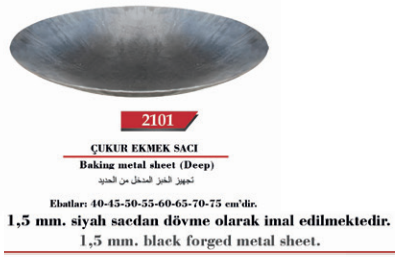 2101
ÇUKUR EKMEK SACI
Baking metal sheet (Deep)
تجهيز الخبز المدخل من الحديد
Ebatlar: 40-45-50-55-60-65-70-75 cm'dir.
1,5 mm. siyah sacdan dövme olarak imal edilmektedir.
1,5 mm. black forged metal sheet.